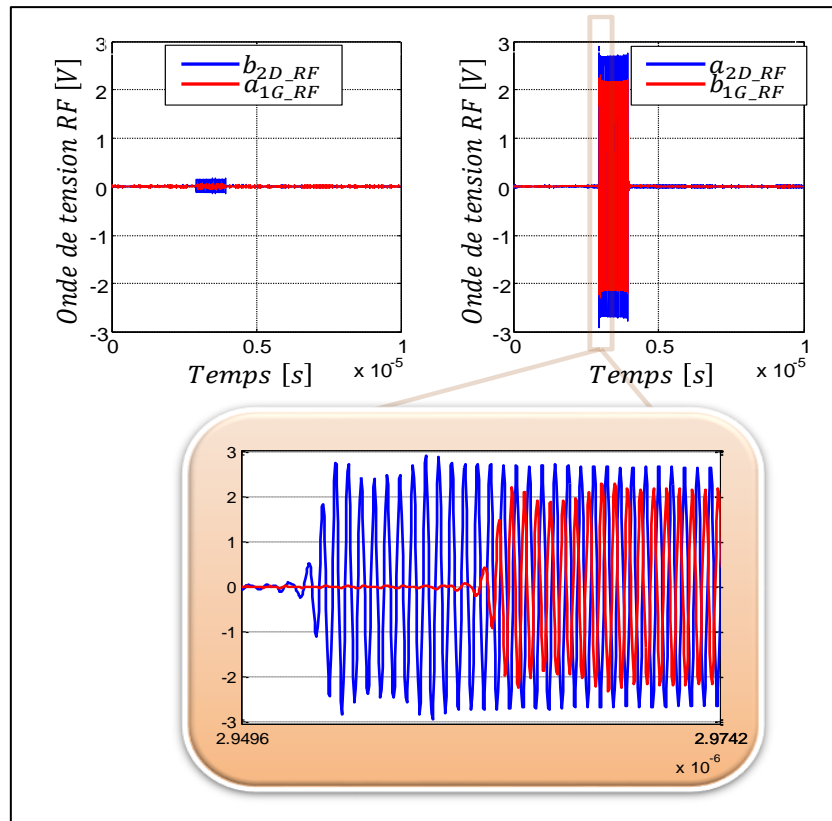 Onde de tension RF [V]
3
2
1
0
-1
-2
-3
b2D_RF
a1G_RF
0
0.5
1
x 10-5
Temps [s]
Onde de tension RF [V]
3
2
1
0
-1
-2
-3
a2D_RF
b1G_RF
0
0.5
1
x 10-5
Temps [s]
3
2
1
0
-1
-2
-3
2.9496
2.9742
x 10-6